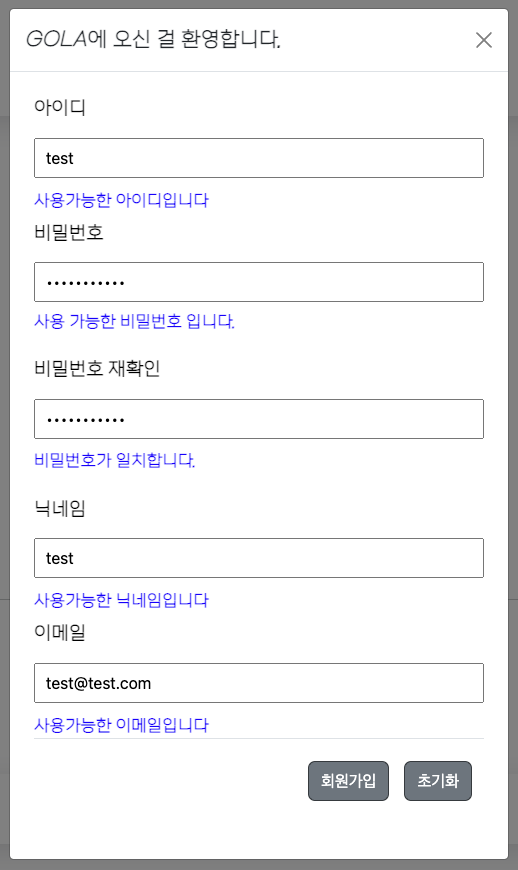 GOLA에 오신 걸 환영합니다.
아이디
test
사용가능한 아이디입니다
비밀번호
•••••••••••
사용 가능한 비밀번호 입니다.
비밀번호 재확인
•••••••••••
비밀번호가 일치합니다.
닉네임
test
사용가능한 닉네임입니다
이메일
test@test.com
사용가능한 이메일입니다
회원가입 초기화